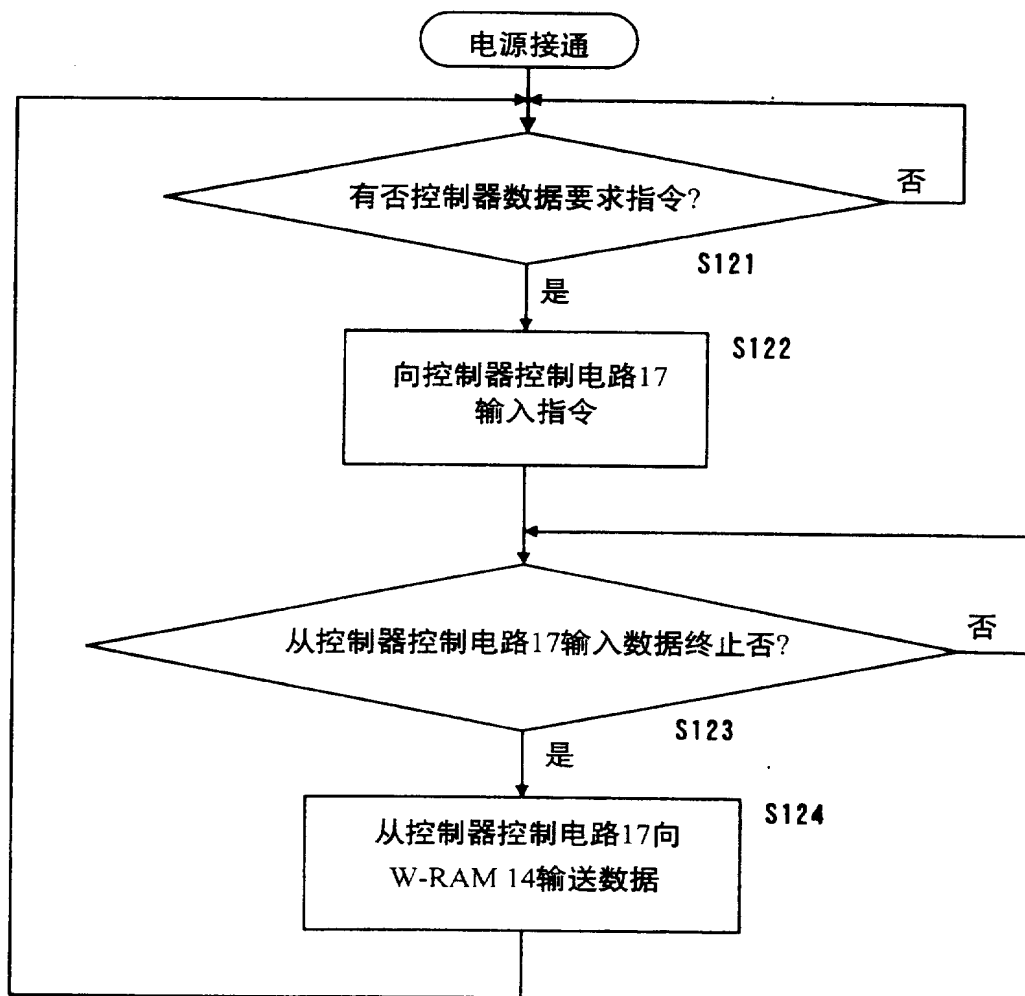 电源接通
有否控制器数据要求指令?
否
S121
是
S122
向控制器控制电路17
输入指令
从控制器控制电路17输入数据终止否?
否
S123
是
S124
从控制器控制电路17向
W-RAM 14输送数据